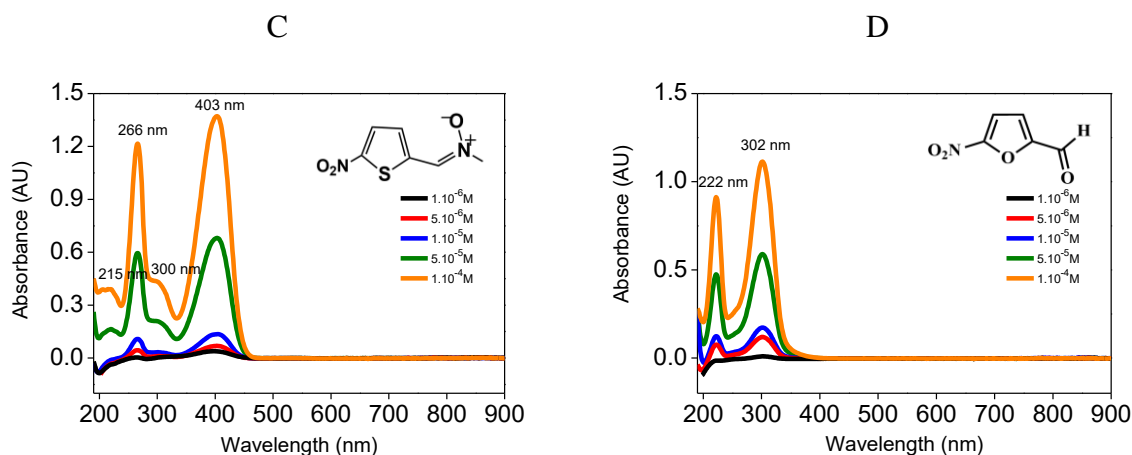 C
1.5
1.2
0.9
0.6
0.3
0.0
Absorbance (AU)
403 nm
266 nm
215 nm
300 nm
O₂N
S
N⁺
⁻O
1.10⁻⁶M
5.10⁻⁶M
1.10⁻⁵M
5.10⁻⁵M
1.10⁻⁴M
200 300 400 500 600 700 800 900
Wavelength (nm)
D
1.5
1.0
0.5
0.0
Absorbance (AU)
302 nm
222 nm
O₂N
O
H
O
1.10⁻⁶M
5.10⁻⁶M
1.10⁻⁵M
5.10⁻⁵M
1.10⁻⁴M
200 300 400 500 600 700 800 900
Wavelength (nm)